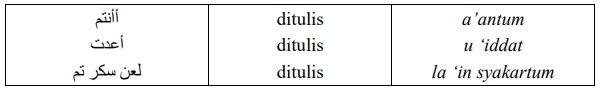 أأنتم ditulis a’antum
أعدت ditulis u ‘iddat
لعن سكر تم ditulis la ‘in syakartum